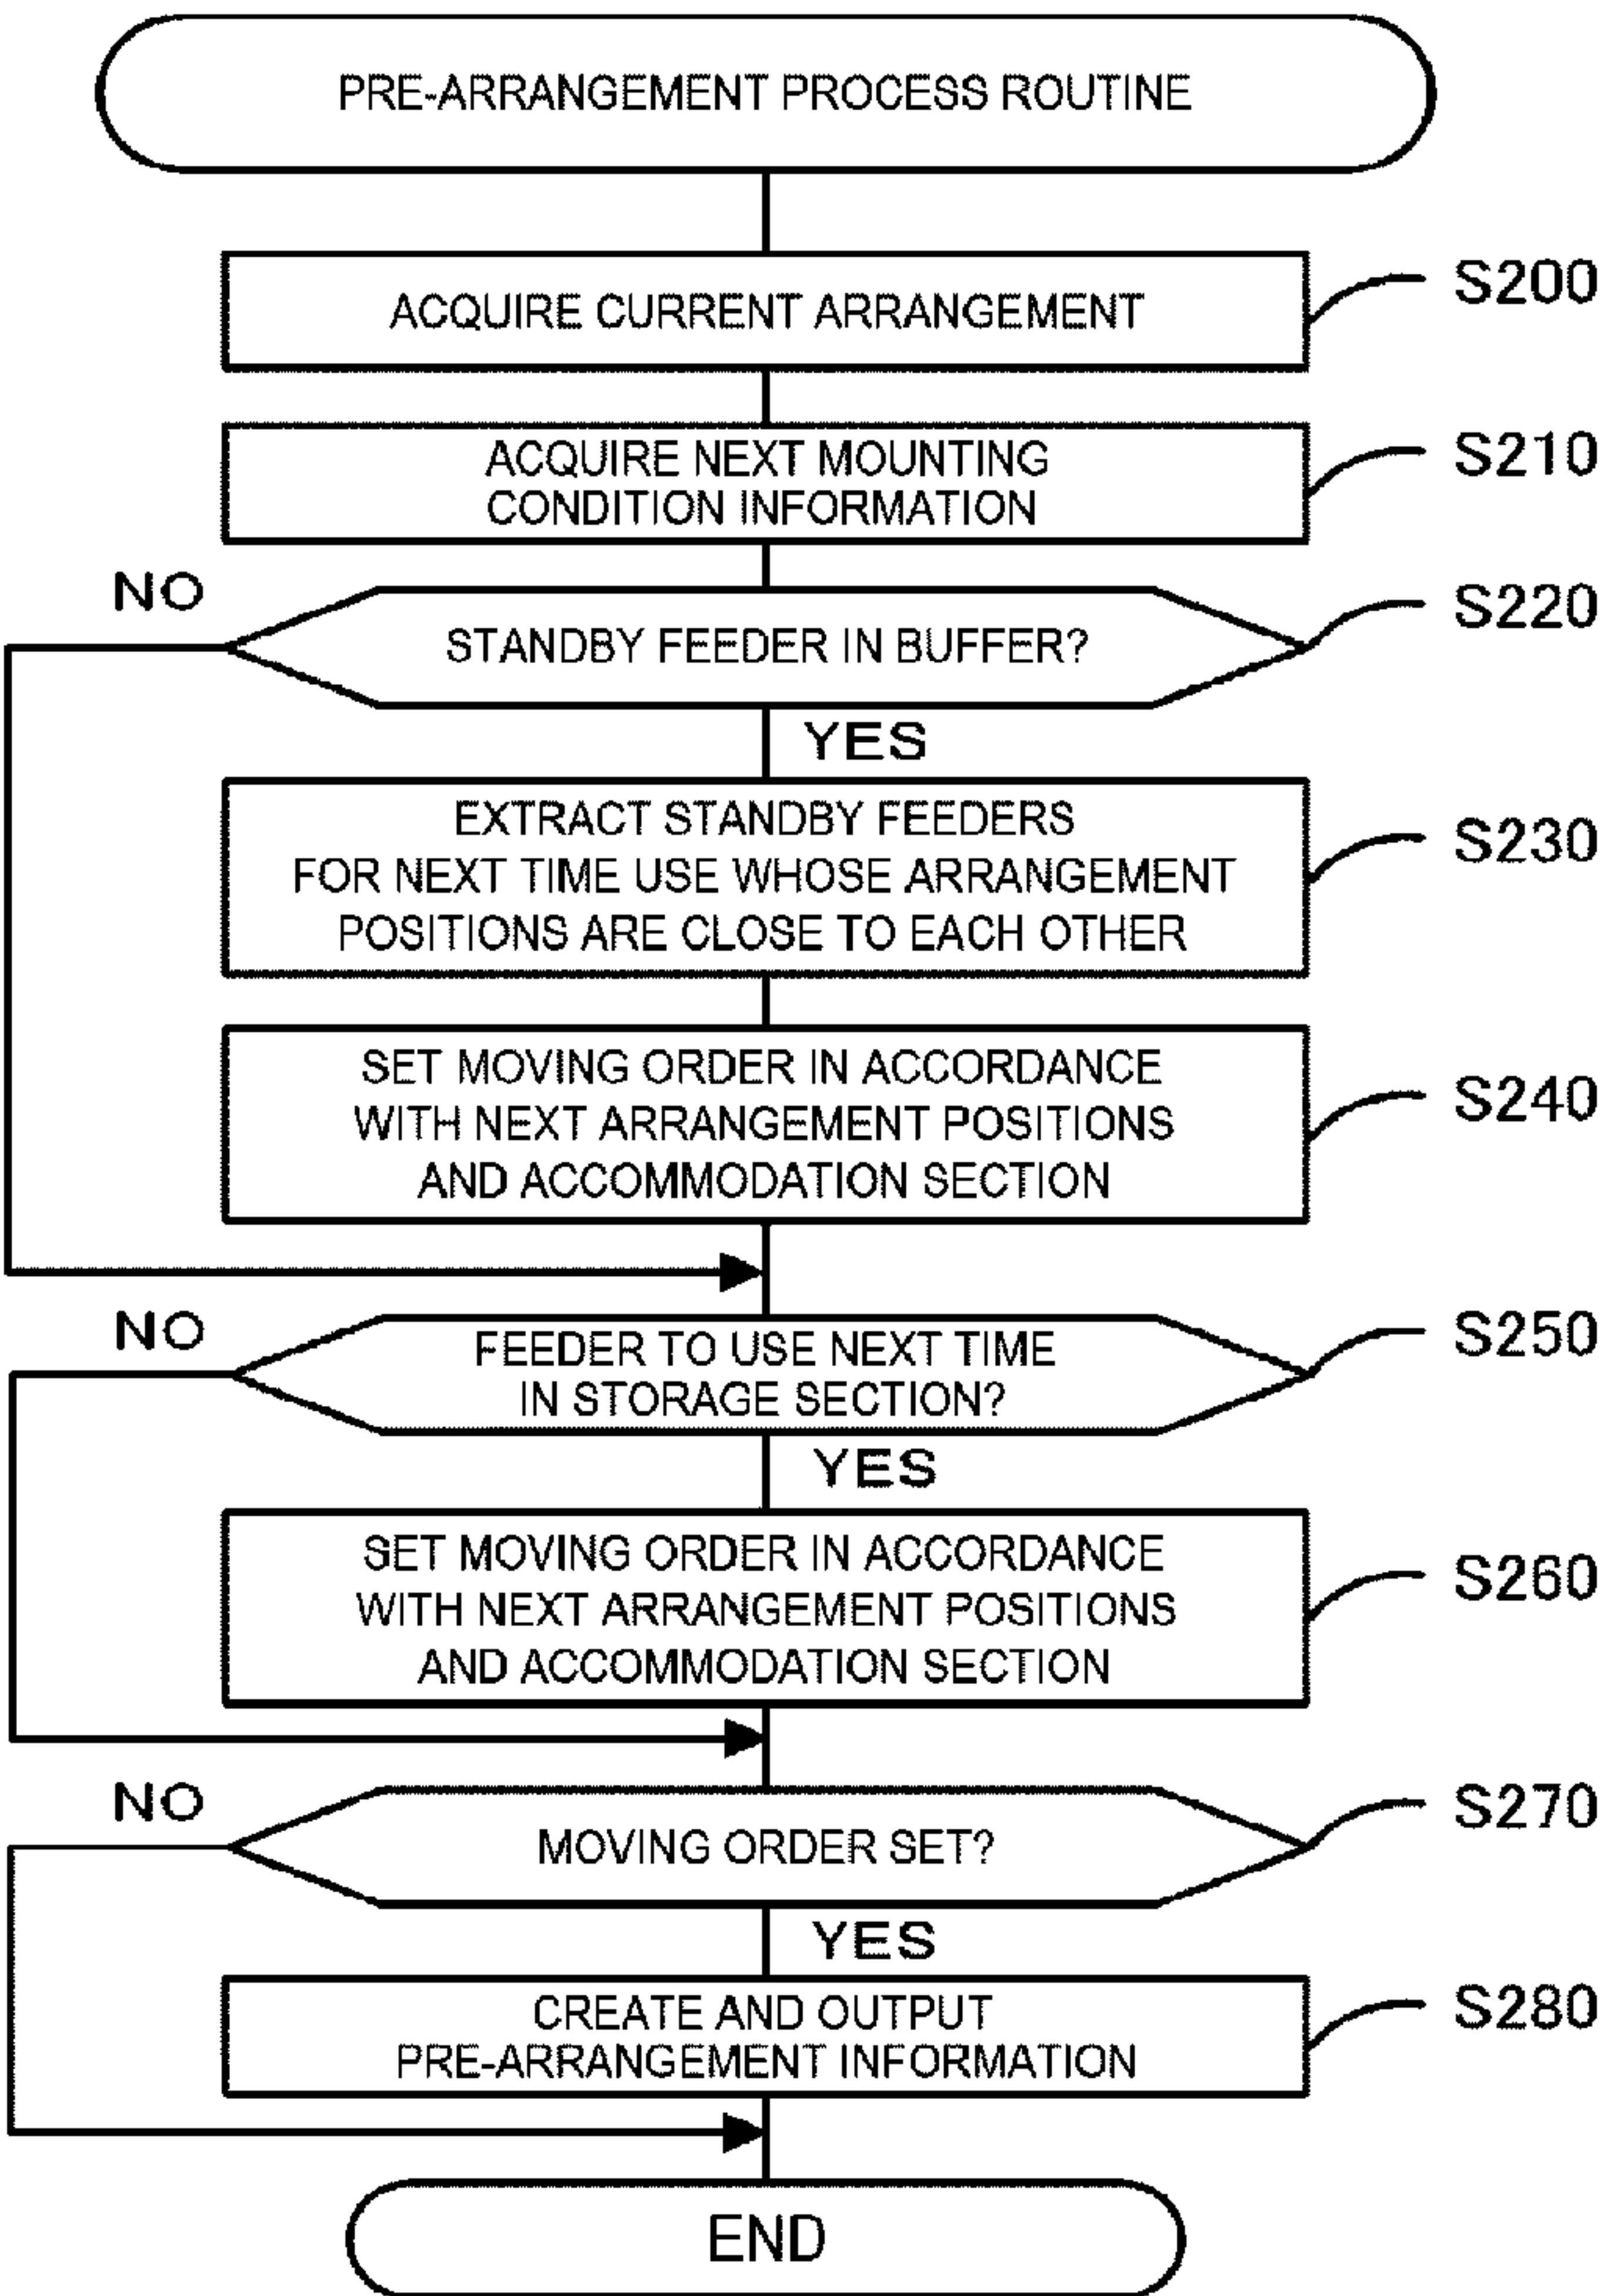 PRE-ARRANGEMENT PROCESS ROUTINE
ACQUIRE CURRENT ARRANGEMENT
S200
ACQUIRE NEXT MOUNTING
CONDITION INFORMATION
S210
NO
STANDBY FEEDER IN BUFFER?
S220
YES
EXTRACT STANDBY FEEDERS
FOR NEXT TIME USE WHOSE ARRANGEMENT
POSITIONS ARE CLOSE TO EACH OTHER
S230
SET MOVING ORDER IN ACCORDANCE
WITH NEXT ARRANGEMENT POSITIONS
AND ACCOMMODATION SECTION
S240
NO
FEEDER TO USE NEXT TIME
IN STORAGE SECTION?
S250
YES
SET MOVING ORDER IN ACCORDANCE
WITH NEXT ARRANGEMENT POSITIONS
AND ACCOMMODATION SECTION
S260
NO
MOVING ORDER SET?
S270
YES
CREATE AND OUTPUT
PRE-ARRANGEMENT INFORMATION
S280
END